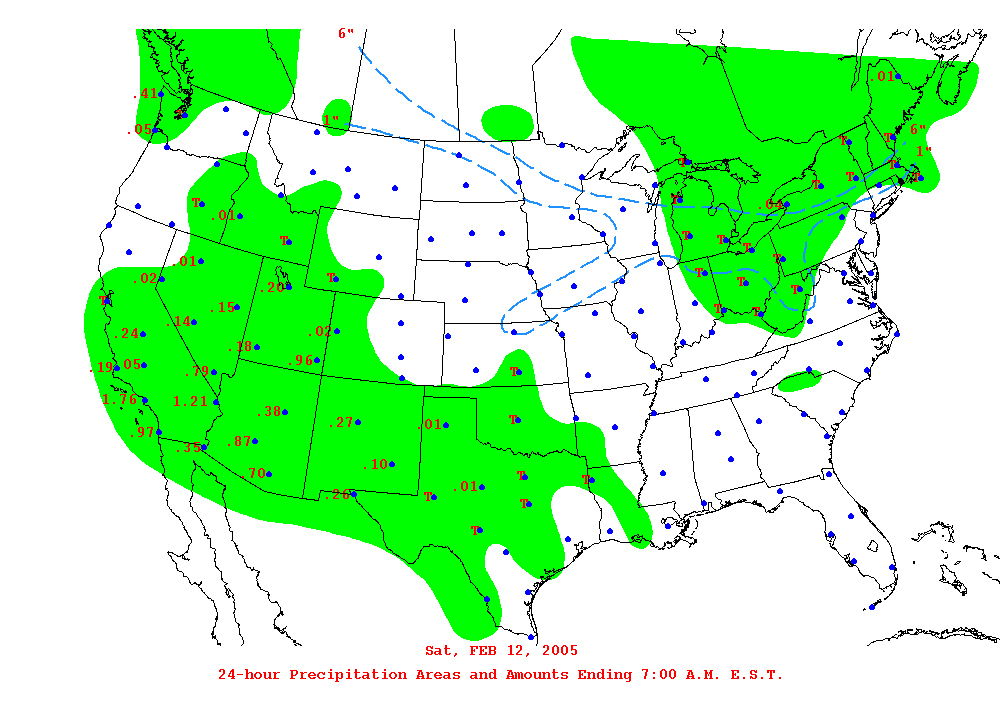 6"
.01
.41
1"
.05
6"
T
T
1"
T
T
T
T
T
T
.04
T
.01
T
T
T
T
T
.01
T
.02
T
.20
T
T
T
.15
T
T
.14
.24
.02
.18
.96
.19
.05
.79
T
1.76
1.21
.38
T
.27
.01
.97
.87
.35
.10
70
T
T
.01
.26
T
T
T
Sat, FEB 12, 2005
24-hour Precipitation Areas and Amounts Ending 7:00 A.M. E.S.T.